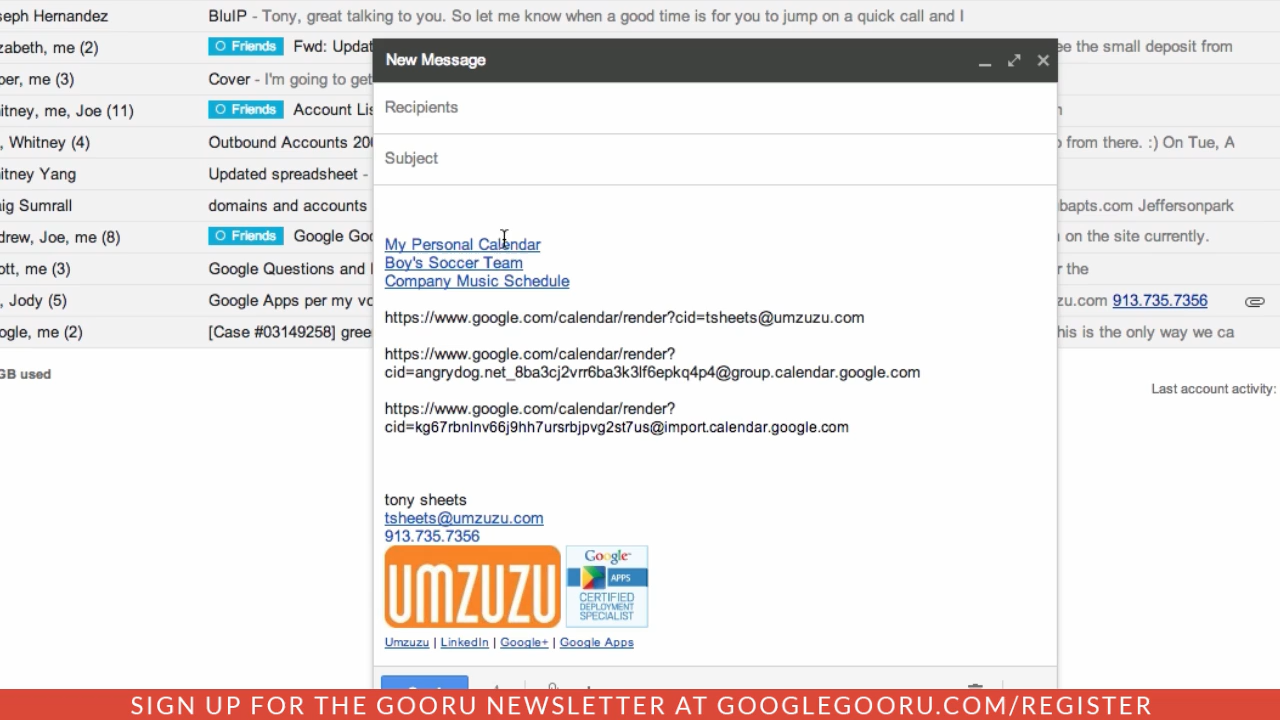 seph Hernandez BluIP - Tony, great talking to you. So let me know when a good time is for you to jump on a quick call and I
zabeth, me (2) Friends Fwd: Updat ee the small deposit from
per, me (3) Cover - I'm going to get
itney, me, Joe (11) Friends Account Lis
, Whitney (4) Outbound Accounts 200 from there. :) On Tue, A
itney Yang Updated spreadsheet -
aig Sumrall domains and accounts bapts.com Jeffersonpark
drew, Joe, me (8) Friends Google Goo on the site currently.
ott, me (3) Google Questions and r the
, Jody (5) Google Apps per my vo zu.com 913.735.7356
ogle, me (2) [Case #03149258] gree his is the only way we ca
GB used
Last account activity:
New Message
Recipients
Subject
My Personal Calendar
Boy's Soccer Team
Company Music Schedule
https://www.google.com/calendar/render?cid=tsheets@umzuzu.com
https://www.google.com/calendar/render?
cid=angrydog.net_8ba3cj2vrr6ba3k3lf6epkq4p4@group.calendar.google.com
https://www.google.com/calendar/render?
cid=kg67rbnlnv66j9hh7ursrbjpvg2st7us@import.calendar.google.com
tony sheets
tsheets@umzuzu.com
913.735.7356
umzuzu
Google
APPS
CERTIFIED
DEPLOYMENT
SPECIALIST
Umzuzu | LinkedIn | Google+ | Google Apps
SIGN UP FOR THE GOORU NEWSLETTER AT GOOGLEGOORU.COM/REGISTER